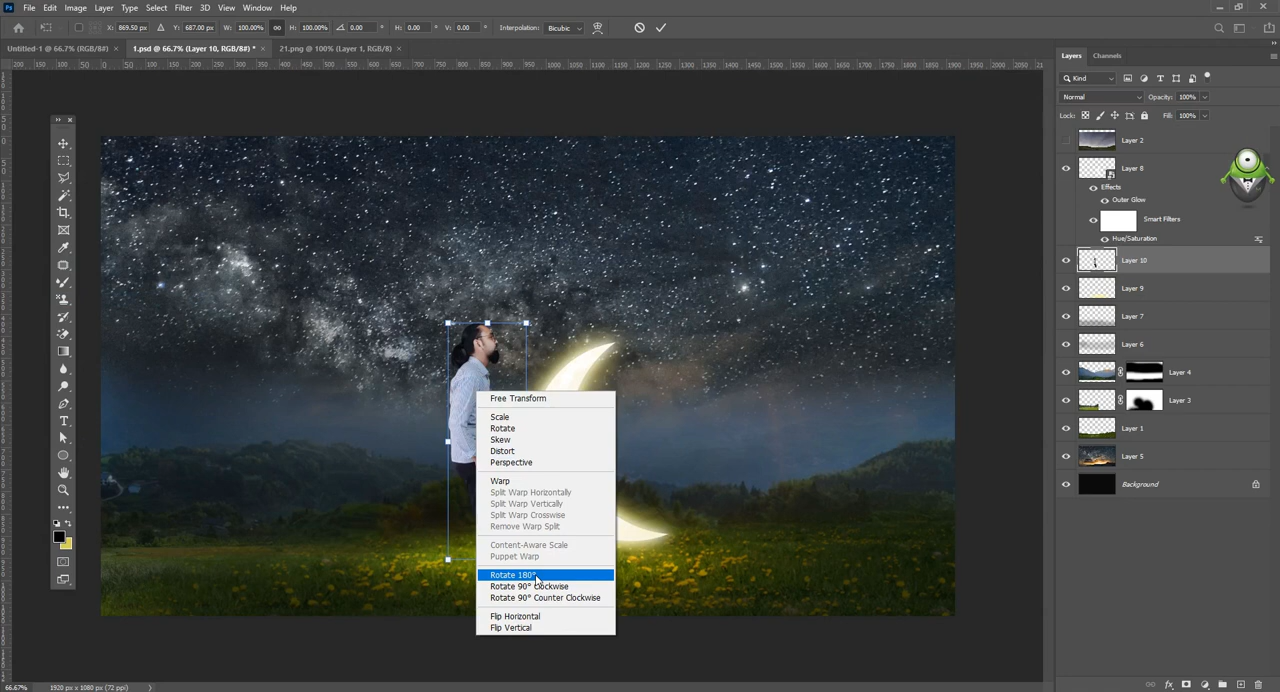 Ps File Edit Image Layer Type Select Filter 3D View Window Help
X: 869.50 px Y: 687.00 px W: 100.00% H: 100.00% 0.00 ° H: 0.00 ° V: 0.00 ° Interpolation: Bicubic
Untitled-1 @ 66.7% (RGB/8#) × 1.psd @ 66.7% (Layer 10, RGB/8#) * × 21.png @ 100% (Layer 1, RGB/8) ×
Layers Channels
Kind
Normal Opacity: 100%
Lock: Fill: 100%
Layer 2
Layer 8
Effects
Outer Glow
Smart Filters
Hue/Saturation
Layer 10
Layer 9
Layer 7
Layer 6
Layer 4
Layer 3
Layer 1
Layer 5
Background
Free Transform
Scale
Rotate
Skew
Distort
Perspective
Warp
Split Warp Horizontally
Split Warp Vertically
Split Warp Crosswise
Remove Warp Split
Content-Aware Scale
Puppet Warp
Rotate 180°
Rotate 90° Clockwise
Rotate 90° Counter Clockwise
Flip Horizontal
Flip Vertical
66.67% 1920 px x 1080 px (72 ppi)